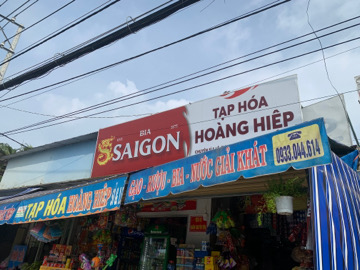 BIA
SAIGON
TẠP HÓA
HOÀNG HIỆP
TẠP HÓA HOÀNG HIỆP
GẠO - RƯỢU - BIA - NƯỚC GIẢI KHÁT
0933.044.614